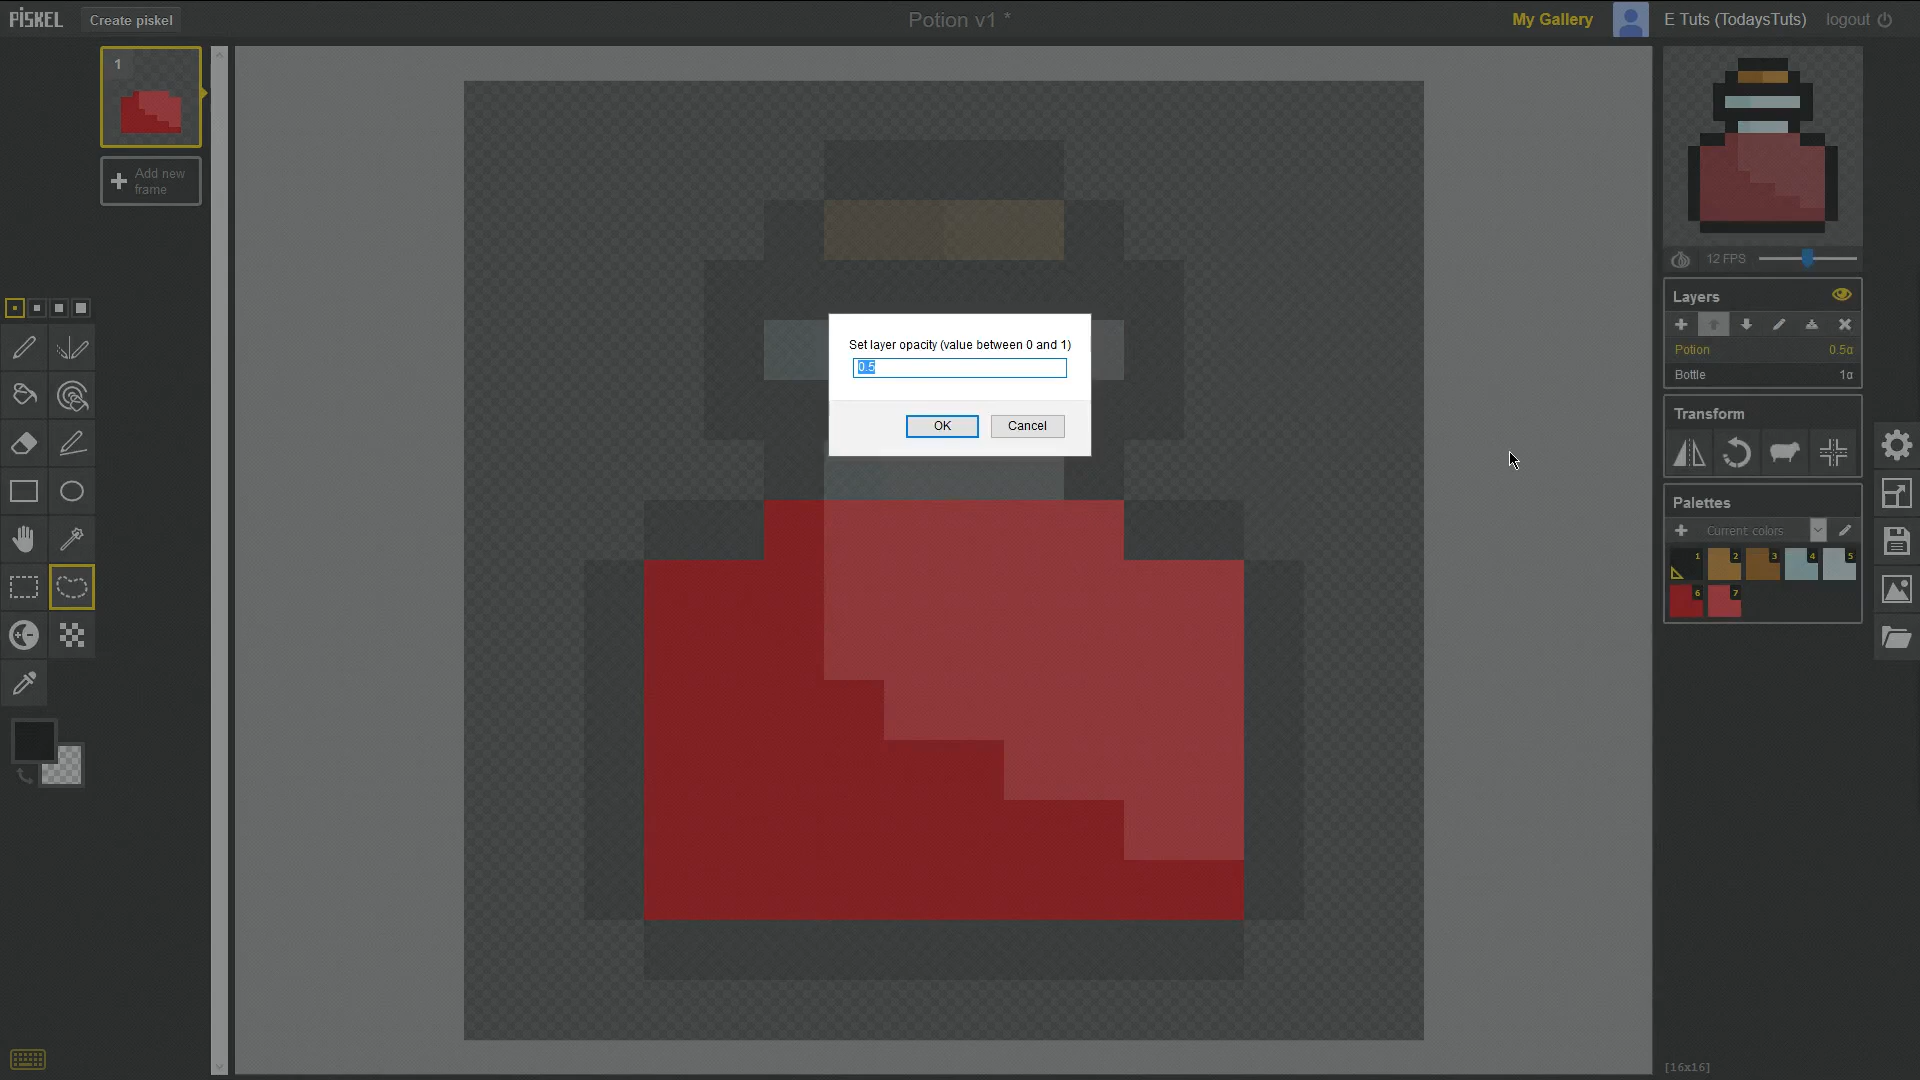 PiSKEL
Create piskel
Potion v1 *
My Gallery
E Tuts (TodaysTuts)
logout
1
Add new
frame
12 FPS
Layers
Potion
0.5α
Bottle
1α
Transform
Palettes
Current colors
1
2
3
4
5
6
7
Set layer opacity (value between 0 and 1)
0.5
OK
Cancel
[16x16]